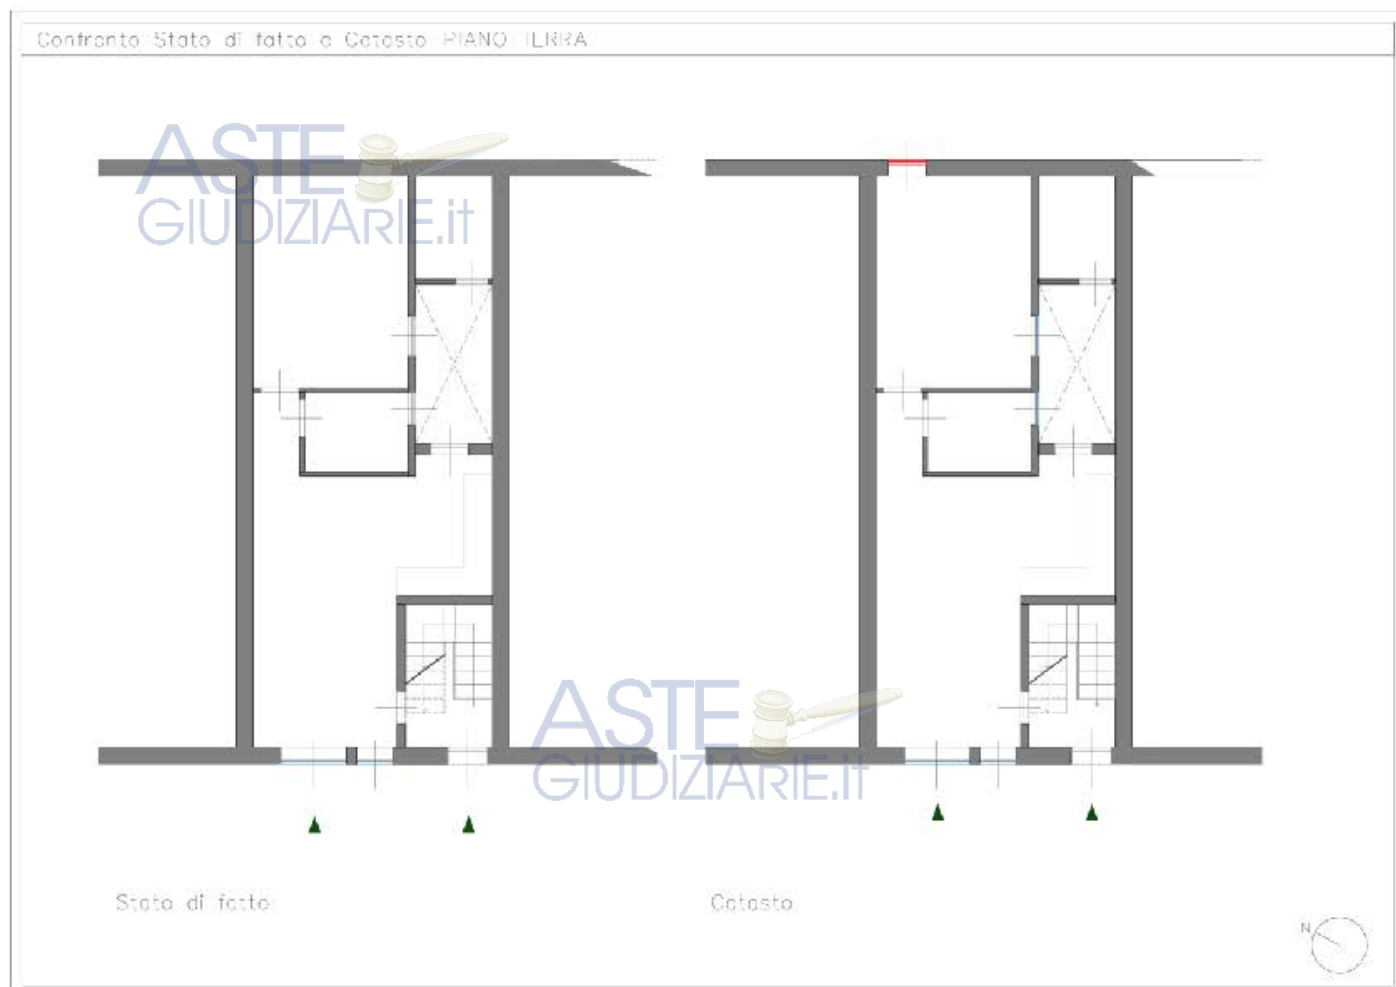 Confronto Stato di fatto e Catasto PIANO TERRA
ASTE
GIUDIZIARIE.it
ASTE
GIUDIZIARIE.it
Stato di fatto
Catasto
N